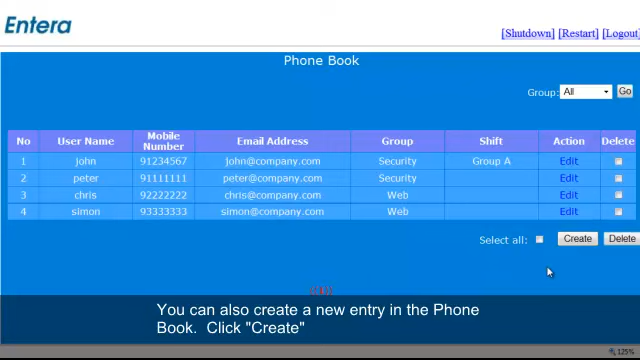 Entera
[Shutdown] [Restart] [Logout]
Phone Book
Group: All Go
No User Name Mobile Number Email Address Group Shift Action Delete
1 john 91234567 john@company.com Security Group A Edit
2 peter 91111111 peter@company.com Security Edit
3 chris 92222222 chris@company.com Web Edit
4 simon 93333333 simon@company.com Web Edit
Select all: Create Delete
You can also create a new entry in the Phone
Book. Click "Create"
125%